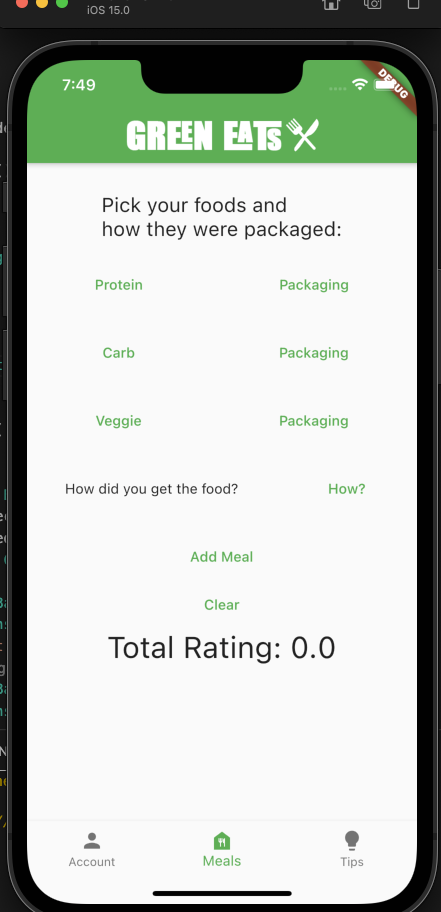 iOS 15.0
7:49
DEBUG
GREEN EATS
Pick your foods and
how they were packaged:
Protein Packaging
Carb Packaging
Veggie Packaging
How did you get the food? How?
Add Meal
Clear
Total Rating: 0.0
Account Meals Tips